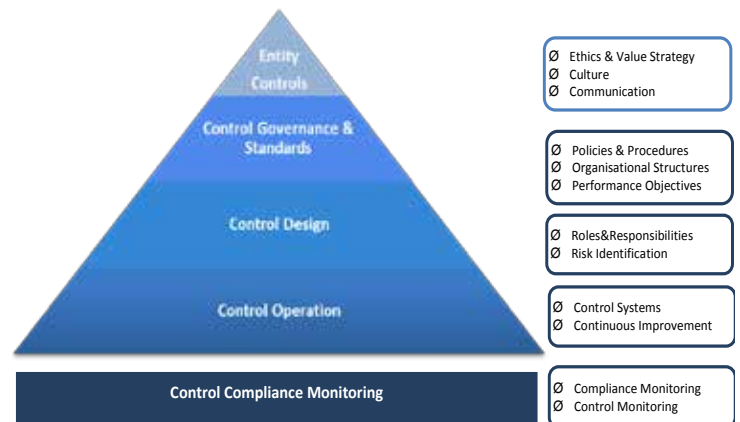 Entity
Controls
Ø Ethics & Value Strategy
Ø Culture
Ø Communication
Control Governance &
Standards
Ø Policies & Procedures
Ø Organisational Structures
Ø Performance Objectives
Control Design
Ø Roles&Responsibilities
Ø Risk Identification
Control Operation
Ø Control Systems
Ø Continuous Improvement
Control Compliance Monitoring
Ø Compliance Monitoring
Ø Control Monitoring